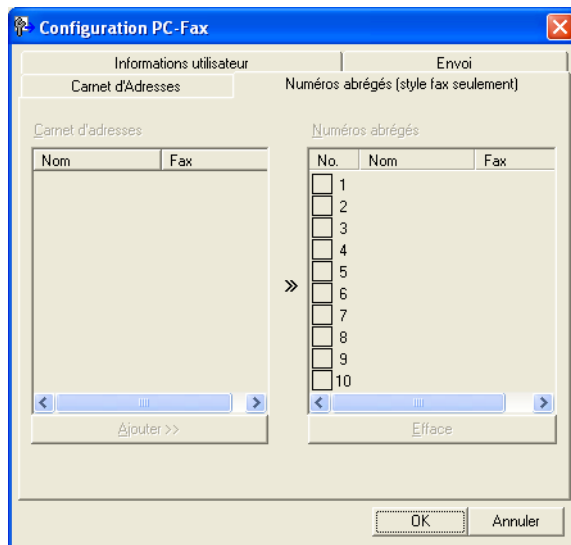 Configuration PC-Fax
Informations utilisateur Envoi
Carnet d'Adresses Numéros abrégés (style fax seulement)
Carnet d'adresses Numéros abrégés
Nom Fax No. Nom Fax
1
2
3
4
5
6
7
8
9
10
Ajouter >> Efface
OK Annuler